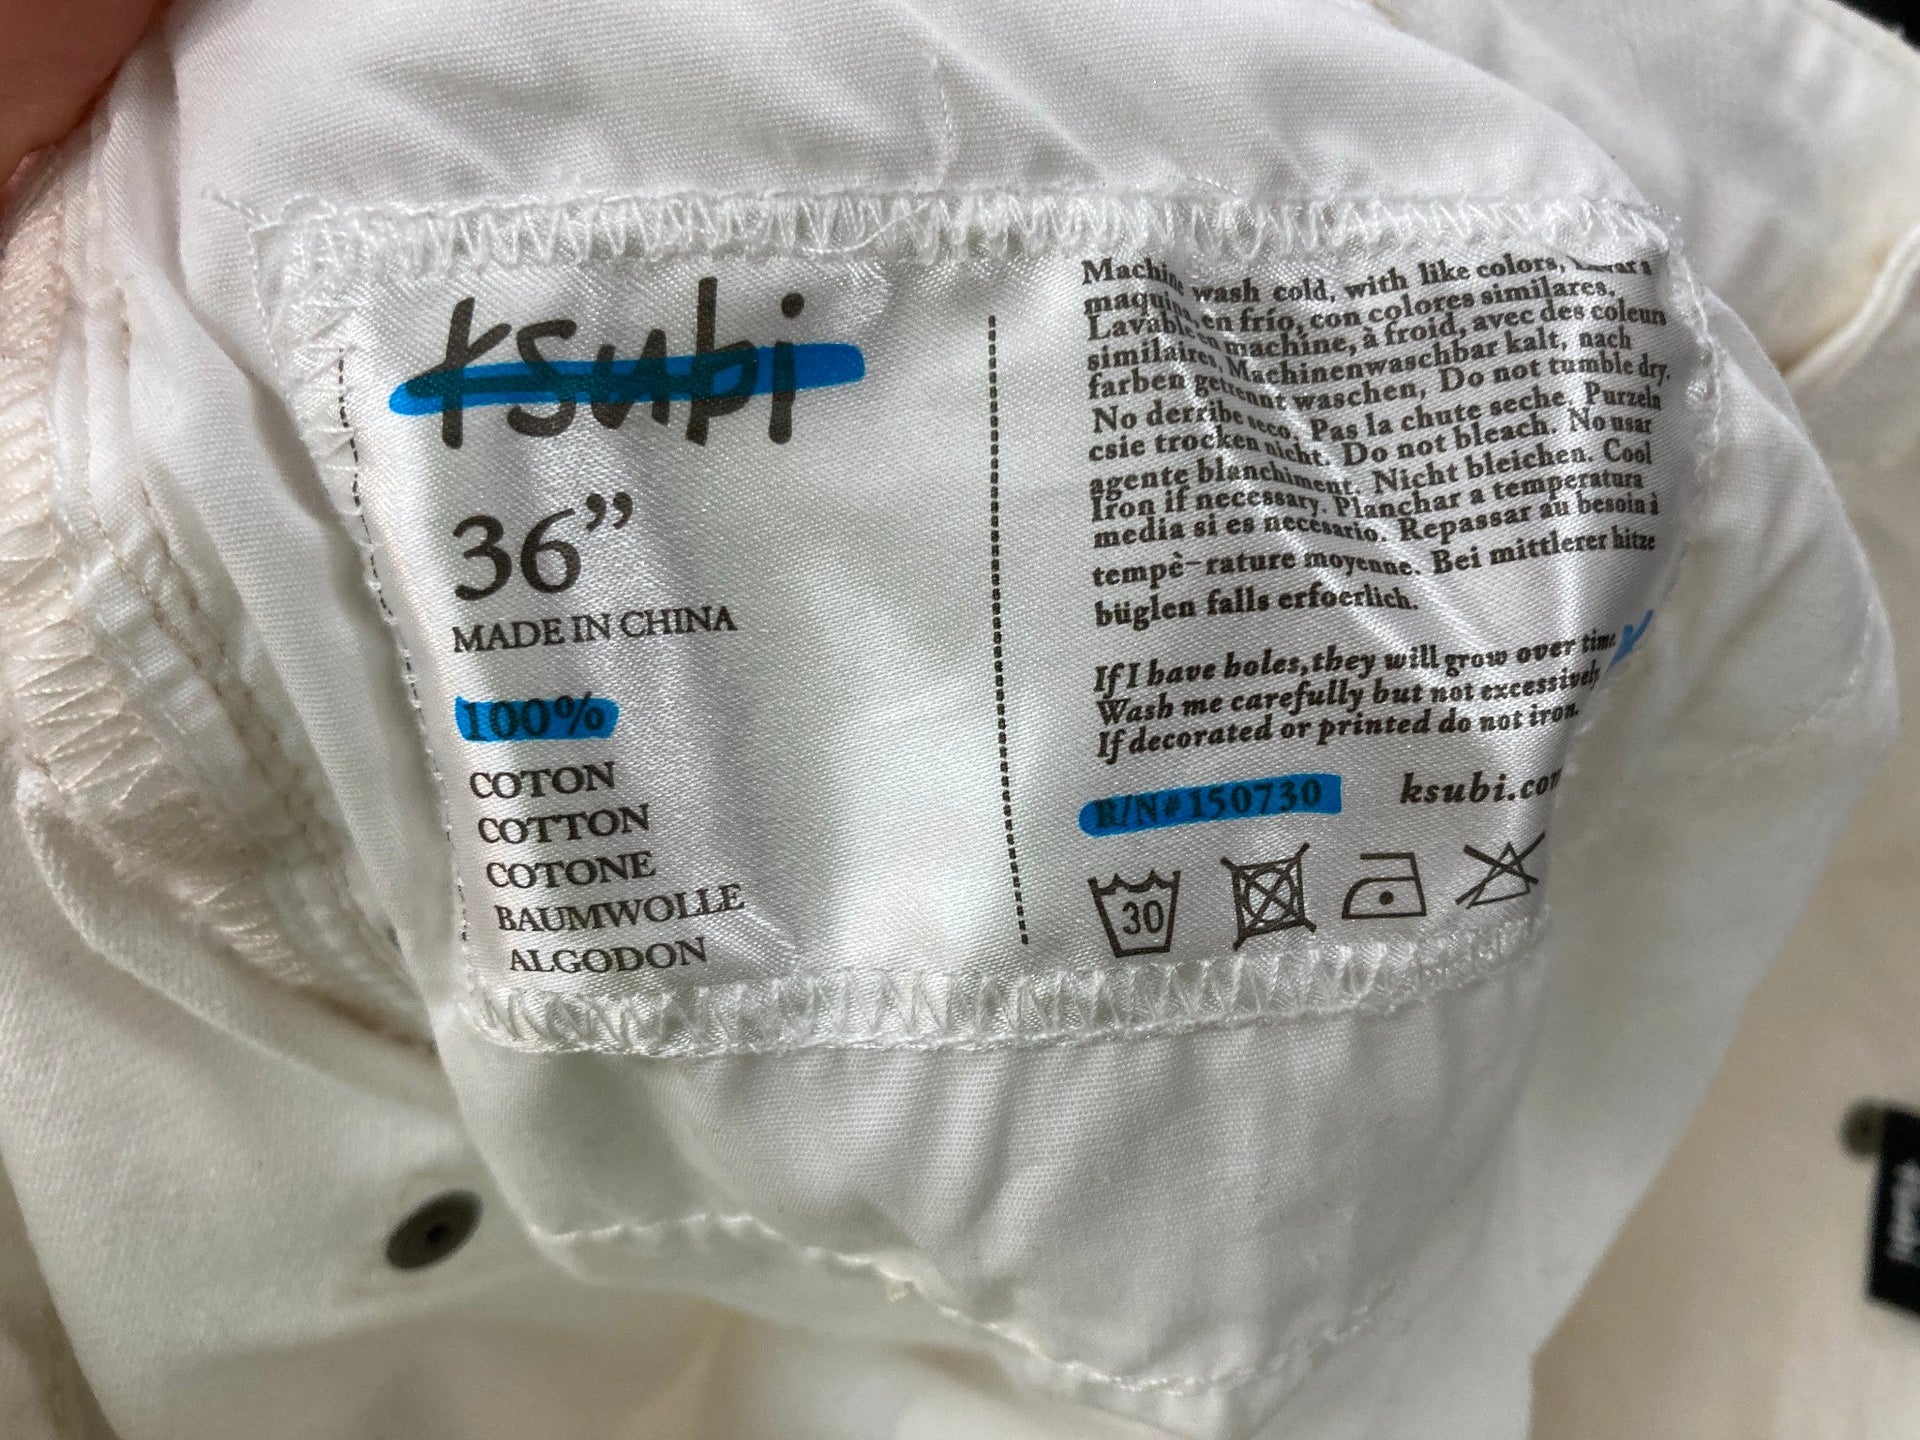 ksubi
36”
MADE IN CHINA
100%
COTON
COTTON
COTONE
BAUMWOLLE
ALGODON
Machine wash cold, with like colors,
maquina, en frio, con colores similares.
Lavable en machine, à froid, avec des coleurs
similaires, Machinenwaschbar kalt, nach
farben getrennt waschen, Do not tumble dry.
No derribe seco. Pas la chute seche. Purzeln
csie trocken nicht. Do not bleach. No usar
agente blanchiment. Nicht bleichen. Cool
Iron if necessary. Planchar a temperatura
media si es necesario. Repassar au besoin à
tempè-rature moyenne. Bei mittlerer hitze
büglen falls erfoerlich.
If I have holes, they will grow over time
Wash me carefully but not excessively
If decorated or printed do not iron.
R/N#150730
ksubi.com
30